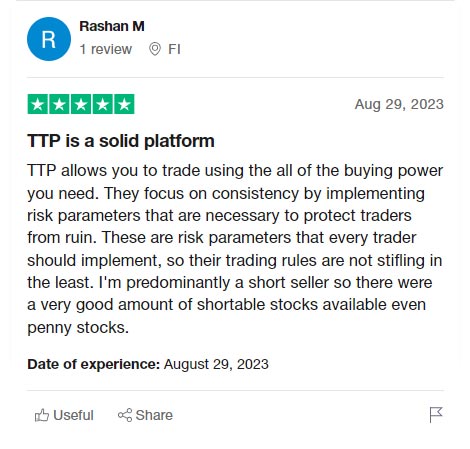 R
Rashan M
1 review FI
Aug 29, 2023
TTP is a solid platform
TTP allows you to trade using the all of the buying power
you need. They focus on consistency by implementing
risk parameters that are necessary to protect traders
from ruin. These are risk parameters that every trader
should implement, so their trading rules are not stifling in
the least. I'm predominantly a short seller so there were
a very good amount of shortable stocks available even
penny stocks.
Date of experience: August 29, 2023
Useful Share